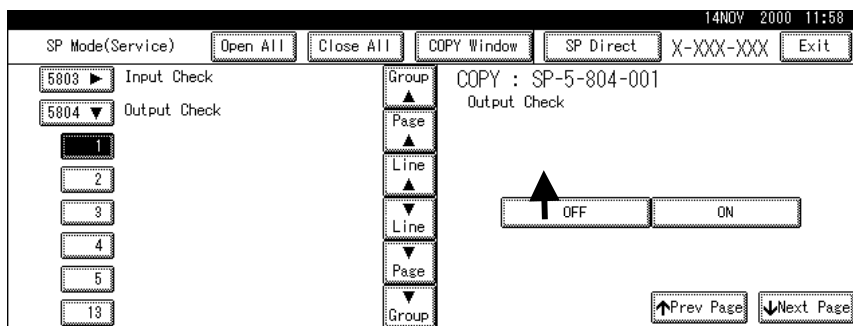 14NOV 2000 11:58
SP Mode(Service) Open All Close All COPY Window SP Direct X-XXX-XXX Exit
5803 ► Input Check
5804 ▼ Output Check
1
2
3
4
5
13
Group ▲
Page ▲
Line ▲
▼ Line
▼ Page
▼ Group
COPY : SP-5-804-001
Output Check
OFF ON
↑Prev Page ↓Next Page